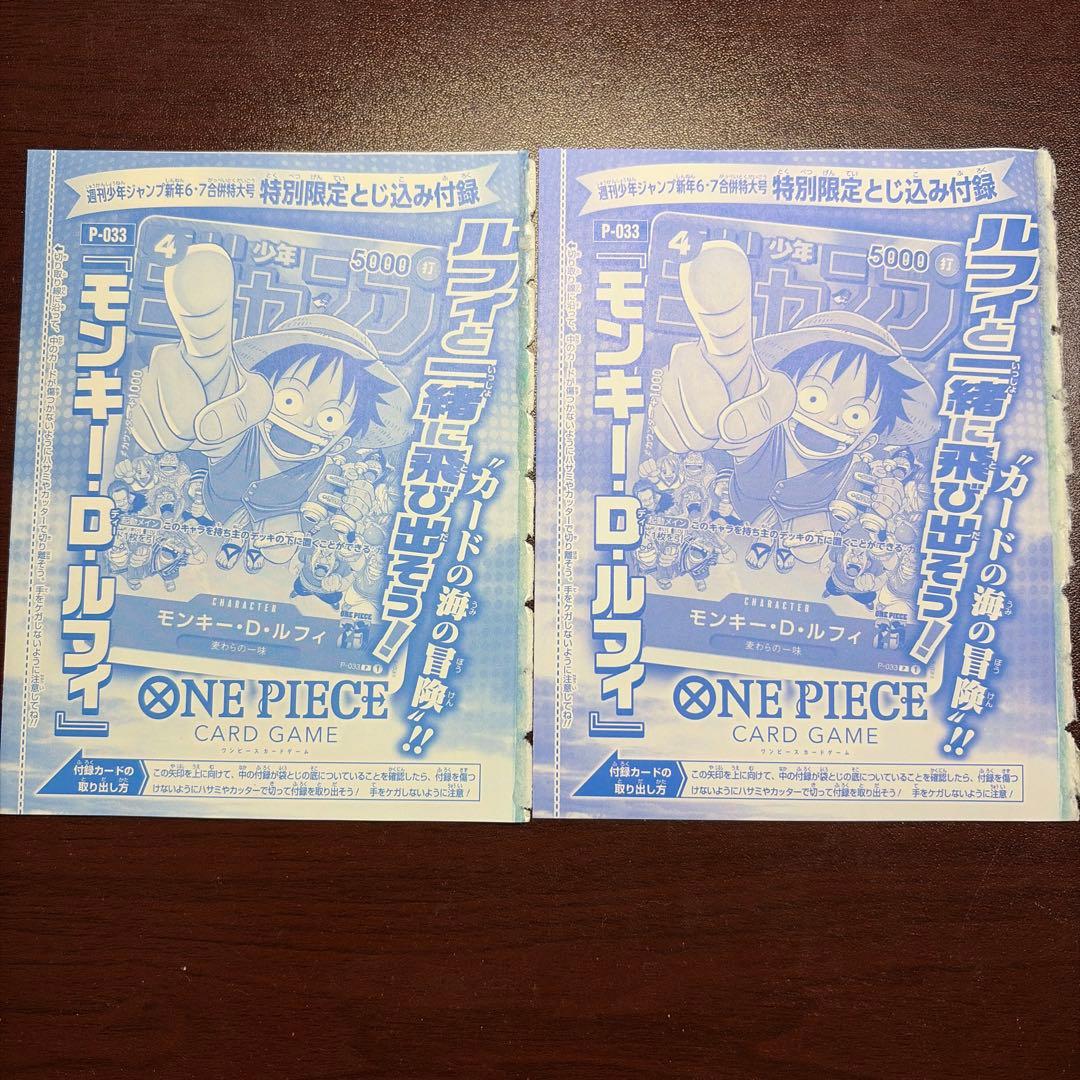 週刊少年ジャンプ新年6・7合併特大号 特別限定とじ込み付録
P-033
『モンキー・D・ルフィ』
ルフィと一緒に飛び出そう!
"カードの海の冒険"!!
切り取り線に沿って、中のカードが傷つかないようにハサミやカッターで切り離そう。手をケガしないように注意してね!!
4
少年
ジャンプ
5000 打
カウンター+1000
メイン このキャラを持ち主のデッキの下に置くことができる
CHARACTER
モンキー・D・ルフィ
麦わらの一味
ONE PIECE
P-033 P 1
ONE PIECE
CARD GAME
ワンピースカードゲーム
付録カードの
取り出し方
この矢印を上に向けて、中の付録が袋とじの底についていることを確認したら、付録を傷つ
けないようにハサミやカッターで切って付録を取り出そう! 手をケガしないように注意!
週刊少年ジャンプ新年6・7合併特大号 特別限定とじ込み付録
P-033
『モンキー・D・ルフィ』
ルフィと一緒に飛び出そう!
"カードの海の冒険"!!
切り取り線に沿って、中のカードが傷つかないようにハサミやカッターで切り離そう。手をケガしないように注意してね!!
4
少年
ジャンプ
5000 打
カウンター+1000
メイン このキャラを持ち主のデッキの下に置くことができる
CHARACTER
モンキー・D・ルフィ
麦わらの一味
ONE PIECE
P-033 P 1
ONE PIECE
CARD GAME
ワンピースカードゲーム
付録カードの
取り出し方
この矢印を上に向けて、中の付録が袋とじの底についていることを確認したら、付録を傷つ
けないようにハサミやカッターで切って付録を取り出そう! 手をケガしないように注意!